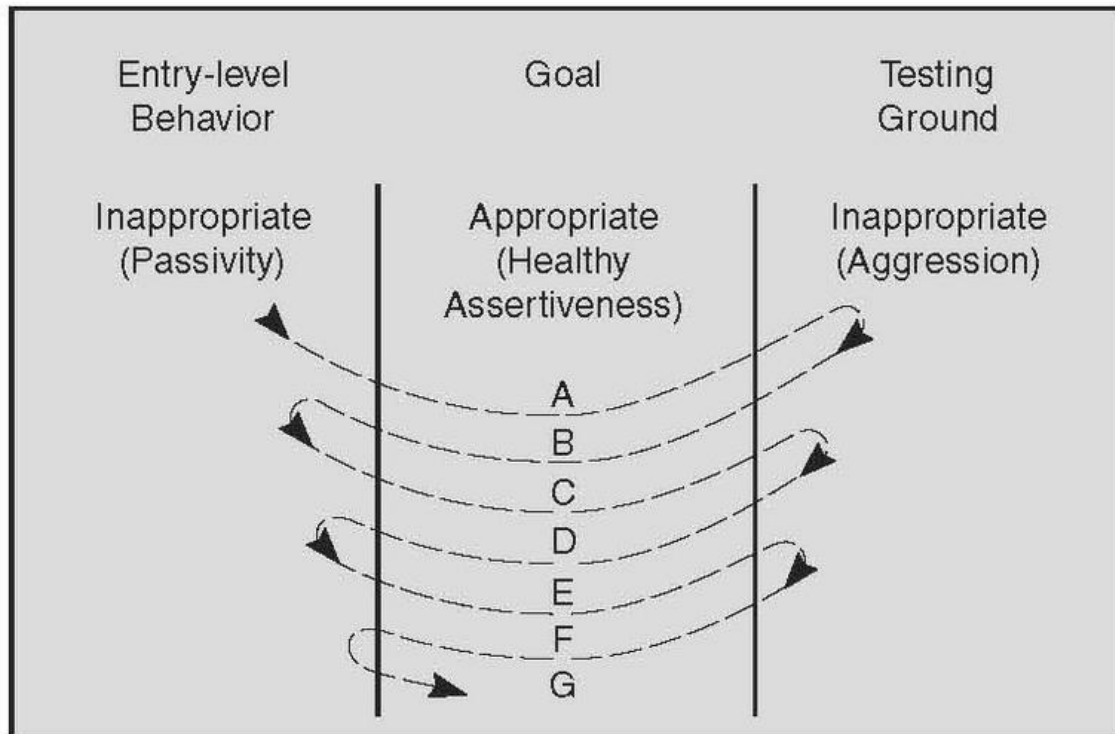 Entry-level
Behavior
Goal
Testing
Ground
Inappropriate
(Passivity)
Appropriate
(Healthy
Assertiveness)
Inappropriate
(Aggression)
A
B
C
D
E
F
G